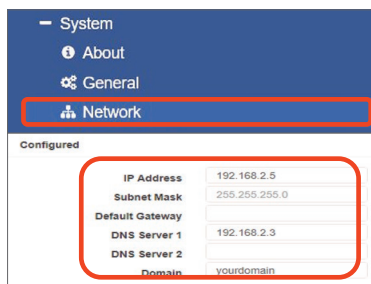 System
About
General
Network
Configured
IP Address 192.168.2.5
Subnet Mask 255.255.255.0
Default Gateway
DNS Server 1 192.168.2.3
DNS Server 2
Domain yourdomain